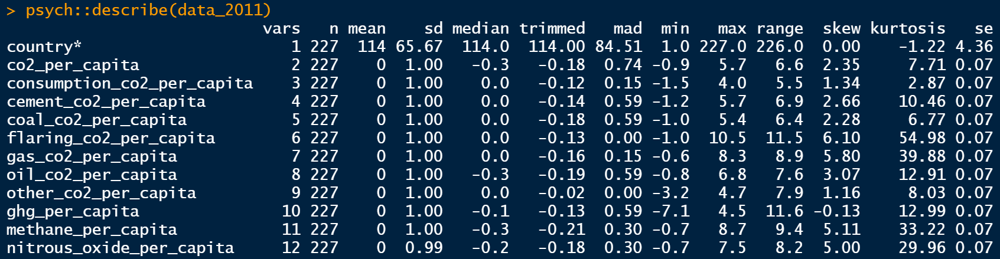 > psych::describe(data_2011)
vars n mean sd median trimmed mad min max range skew kurtosis se
country* 1 227 114 65.67 114.0 114.00 84.51 1.0 227.0 226.0 0.00 -1.22 4.36
co2_per_capita 2 227 0 1.00 -0.3 -0.18 0.74 -0.9 5.7 6.6 2.35 7.71 0.07
consumption_co2_per_capita 3 227 0 1.00 0.0 -0.12 0.15 -1.5 4.0 5.5 1.34 2.87 0.07
cement_co2_per_capita 4 227 0 1.00 0.0 -0.14 0.59 -1.2 5.7 6.9 2.66 10.46 0.07
coal_co2_per_capita 5 227 0 1.00 0.0 -0.18 0.59 -1.0 5.4 6.4 2.28 6.77 0.07
flaring_co2_per_capita 6 227 0 1.00 0.0 -0.13 0.00 -1.0 10.5 11.5 6.10 54.98 0.07
gas_co2_per_capita 7 227 0 1.00 0.0 -0.16 0.15 -0.6 8.3 8.9 5.80 39.88 0.07
oil_co2_per_capita 8 227 0 1.00 -0.3 -0.19 0.59 -0.8 6.8 7.6 3.07 12.91 0.07
other_co2_per_capita 9 227 0 1.00 0.0 -0.02 0.00 -3.2 4.7 7.9 1.16 8.03 0.07
ghg_per_capita 10 227 0 1.00 -0.1 -0.13 0.59 -7.1 4.5 11.6 -0.13 12.99 0.07
methane_per_capita 11 227 0 1.00 -0.3 -0.21 0.30 -0.7 8.7 9.4 5.11 33.22 0.07
nitrous_oxide_per_capita 12 227 0 0.99 -0.2 -0.18 0.30 -0.7 7.5 8.2 5.00 29.96 0.07